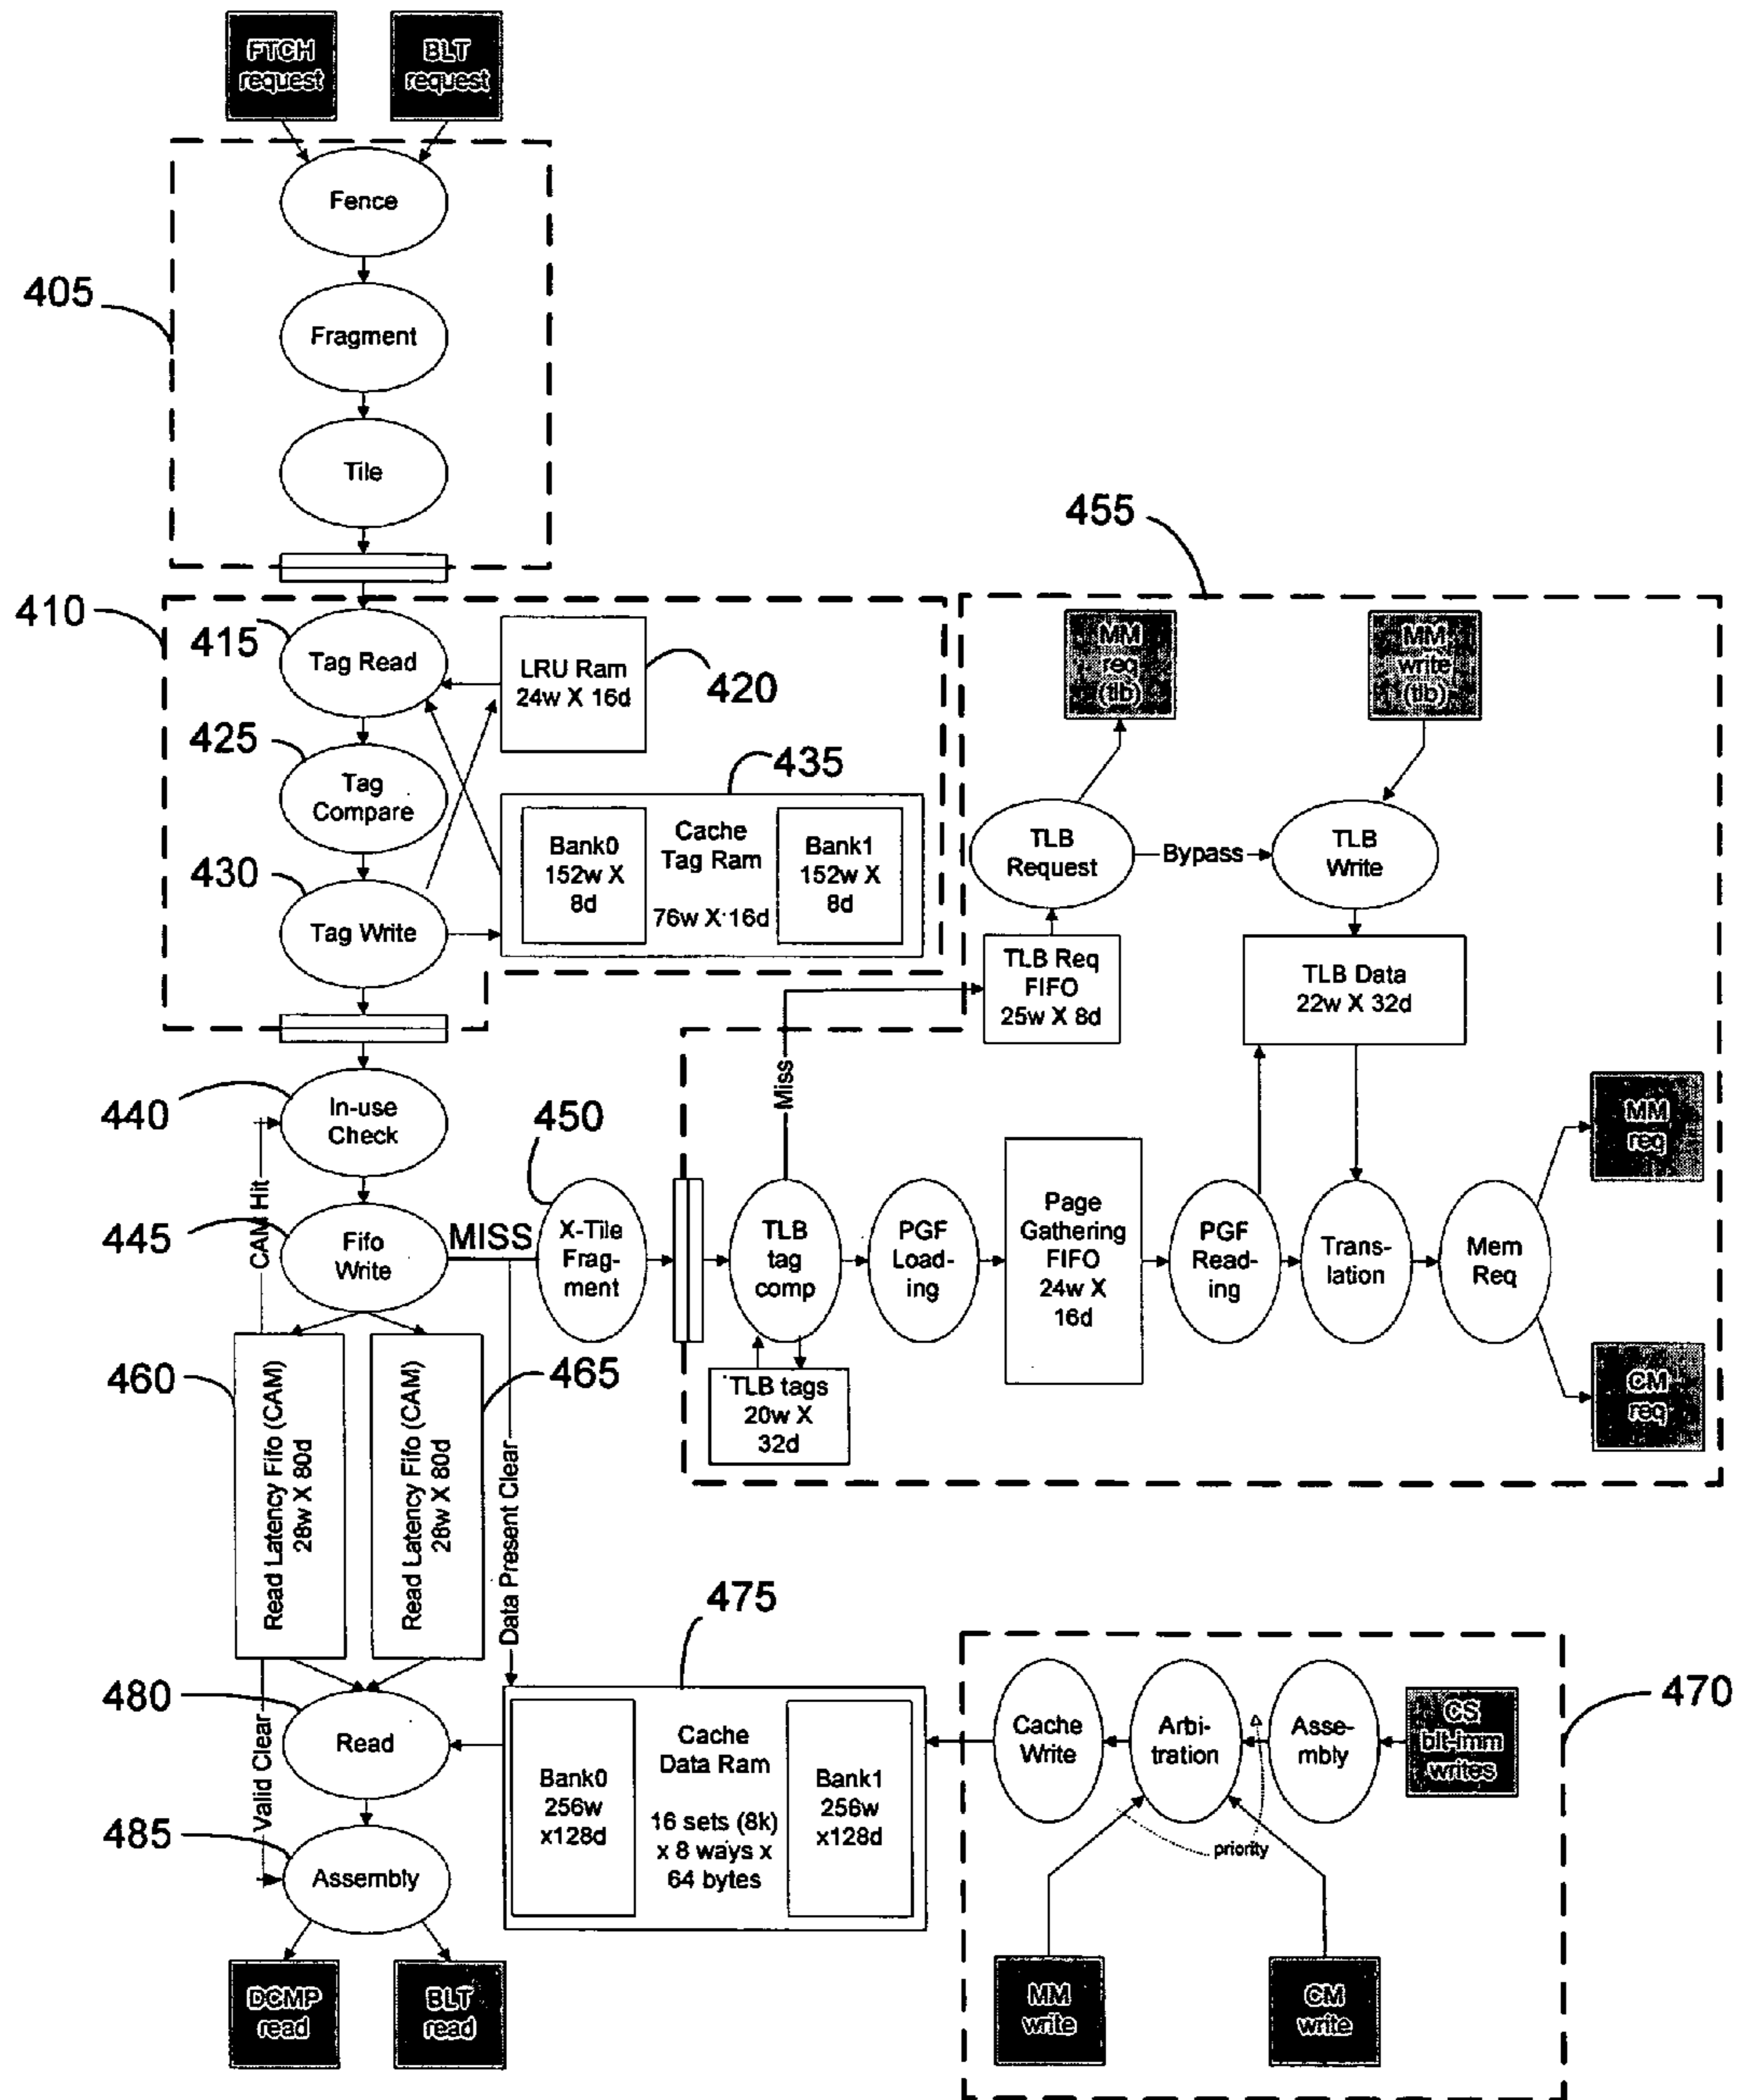 FTCH
request
BLT
request
Fence
405
Fragment
Tile
455
410
415
Tag Read
LRU Ram
24w X 16d
420
MM
req
(tlb)
MM
write
(tlb)
425
Tag
Compare
435
Bank0
152w X
8d
Cache
Tag Ram
76w X 16d
Bank1
152w X
8d
TLB
Request
Bypass
TLB
Write
430
Tag Write
TLB Req
FIFO
25w X 8d
TLB Data
22w X 32d
Miss
440
In-use
Check
450
MM
req
CAM Hit
445
Fifo
Write
MISS
X-Tile
Frag-
ment
TLB
tag
comp
PGF
Load-
ing
Page
Gathering
FIFO
24w X
16d
PGF
Read-
ing
Trans-
lation
Mem
Req
460
Read Latency Fifo (CAM)
28w X 80d
Read Latency Fifo (CAM)
28w X 80d
465
TLB tags
20w X
32d
CM
req
Data Present Clear
475
470
480
Read
Valid Clear
Bank0
256w
x128d
Cache
Data Ram
16 sets (8k)
x 8 ways x
64 bytes
Bank1
256w
x128d
Cache
Write
Arbi-
tration
Asse-
mbly
CS
blt-imm
writes
485
Assembly
priority
DCMP
read
BLT
read
MM
write
CM
write